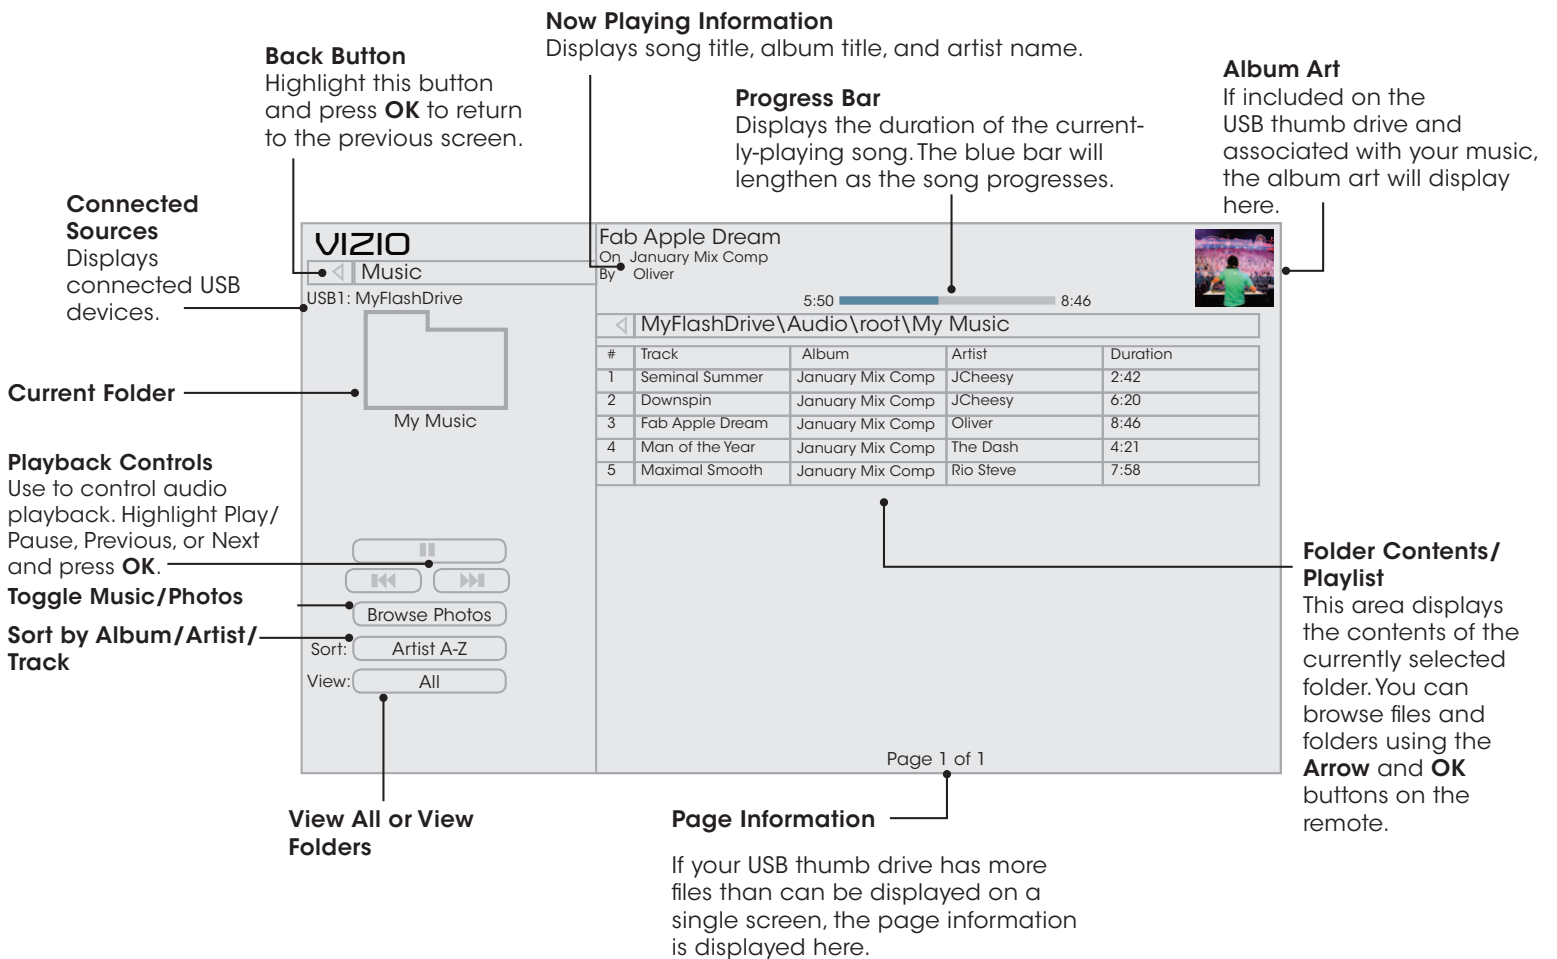 Now Playing Information
Displays song title, album title, and artist name.
Back Button
Highlight this button
and press OK to return
to the previous screen.
Progress Bar
Displays the duration of the current-
ly-playing song. The blue bar will
lengthen as the song progresses.
Album Art
If included on the
USB thumb drive and
associated with your music,
the album art will display
here.
Connected
Sources
Displays
connected USB
devices.
Current Folder
Playback Controls
Use to control audio
playback. Highlight Play/
Pause, Previous, or Next
and press OK.
Toggle Music/Photos
Sort by Album/Artist/
Track
VIZIO
Music
USB1: MyFlashDrive
My Music
Browse Photos
Sort: Artist A-Z
View: All
Fab Apple Dream
On January Mix Comp
By Oliver
5:50 8:46
MyFlashDrive\Audio\root\My Music
# Track Album Artist Duration
1 Seminal Summer January Mix Comp JCheesy 2:42
2 Downspin January Mix Comp JCheesy 6:20
3 Fab Apple Dream January Mix Comp Oliver 8:46
4 Man of the Year January Mix Comp The Dash 4:21
5 Maximal Smooth January Mix Comp Rio Steve 7:58
Page 1 of 1
Folder Contents/
Playlist
This area displays
the contents of the
currently selected
folder. You can
browse files and
folders using the
Arrow and OK
buttons on the
remote.
View All or View
Folders
Page Information
If your USB thumb drive has more
files than can be displayed on a
single screen, the page information
is displayed here.